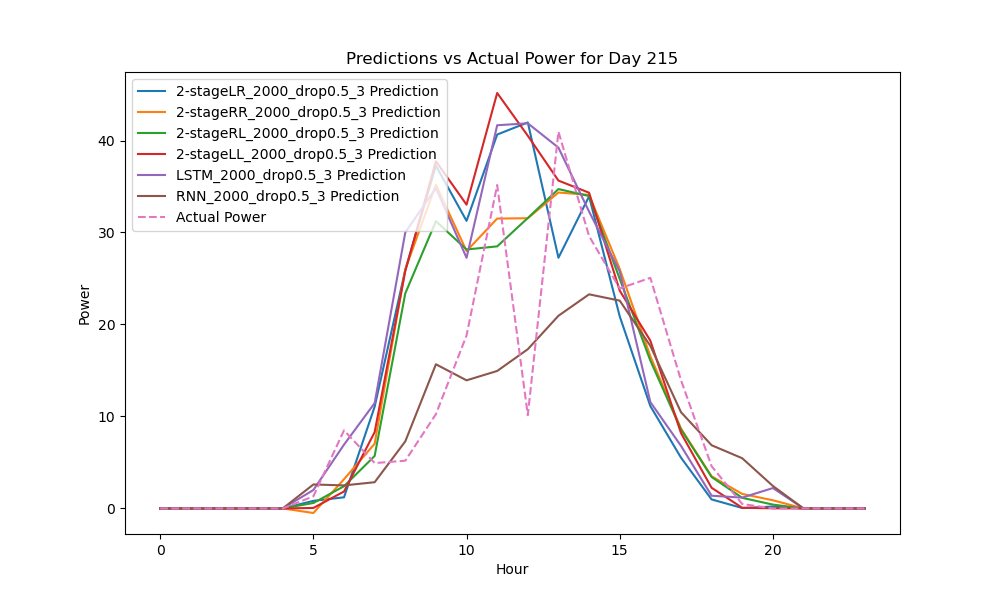 Predictions vs Actual Power for Day 215
2-stageLR_2000_drop0.5_3 Prediction
2-stageRR_2000_drop0.5_3 Prediction
2-stageRL_2000_drop0.5_3 Prediction
2-stageLL_2000_drop0.5_3 Prediction
LSTM_2000_drop0.5_3 Prediction
RNN_2000_drop0.5_3 Prediction
Actual Power
40
30
20
10
0
Power
0 5 10 15 20
Hour